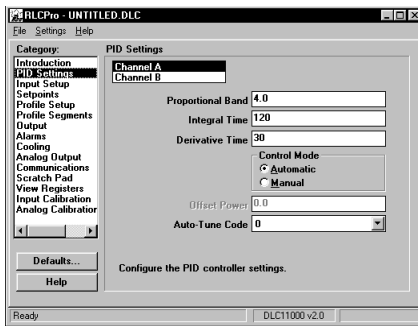 RLCPro - UNTITLED.DLC
File Settings Help
Category:
Introduction
PID Settings
Input Setup
Setpoints
Profile Setup
Profile Segments
Output
Alarms
Cooling
Analog Output
Communications
Scratch Pad
View Registers
Input Calibration
Analog Calibration
Defaults...
Help
PID Settings
Channel A
Channel B
Proportional Band 4.0
Integral Time 120
Derivative Time 30
Control Mode
Automatic
Manual
Offset Power 0.0
Auto-Tune Code 0
Configure the PID controller settings.
Ready DLC11000 v2.0